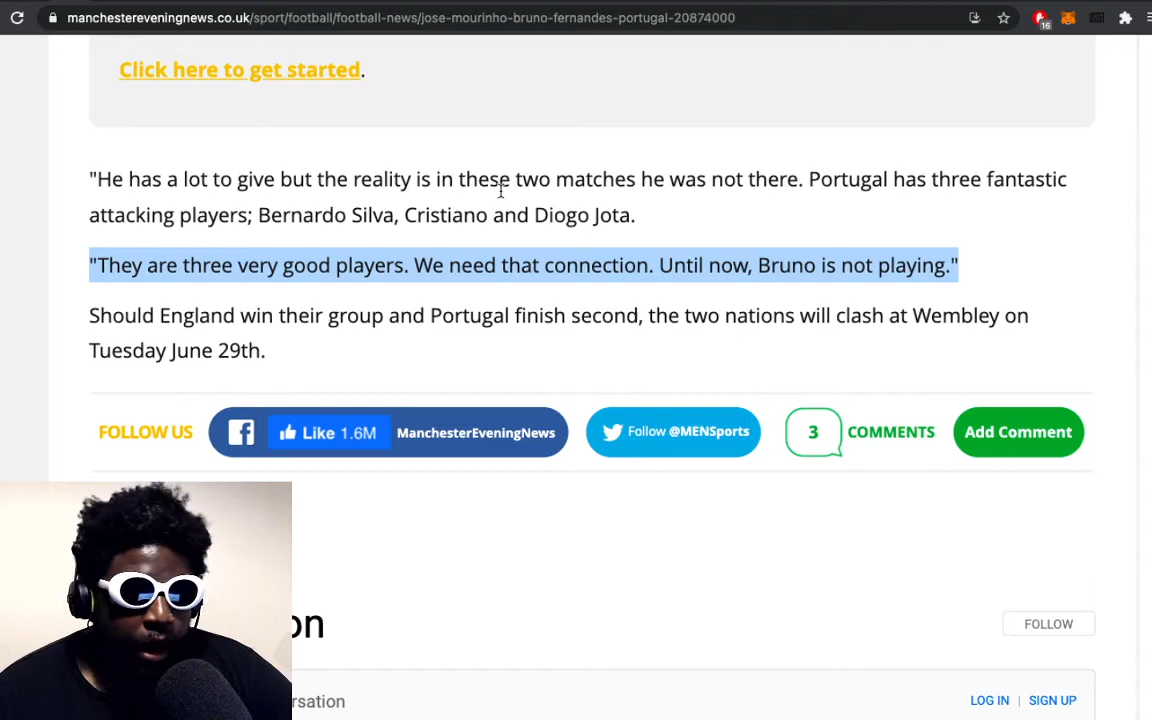 manchestereveningnews.co.uk/sport/football/football-news/jose-mourinho-bruno-fernandes-portugal-20874000
16
Click here to get started.
"He has a lot to give but the reality is in these two matches he was not there. Portugal has three fantastic
attacking players; Bernardo Silva, Cristiano and Diogo Jota.
"They are three very good players. We need that connection. Until now, Bruno is not playing."
Should England win their group and Portugal finish second, the two nations will clash at Wembley on
Tuesday June 29th.
FOLLOW US
Like 1.6M
ManchesterEveningNews
Follow @MENSports
3
COMMENTS
Add Comment
on
FOLLOW
rsation
LOG IN | SIGN UP